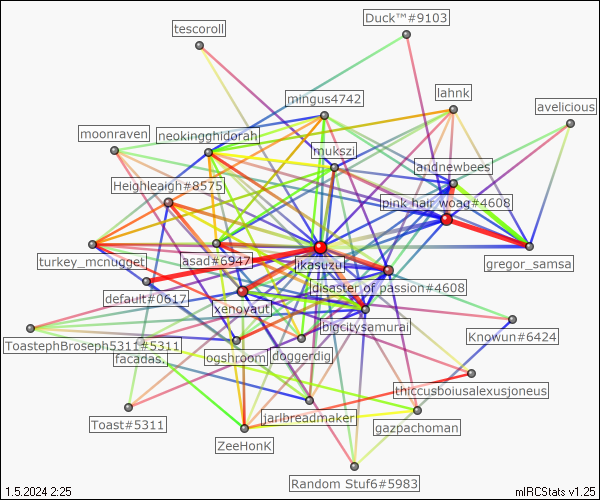 Duck™#9103
tescoroll
mingus4742
lahnk
avelicious
moonraven
neokingghidorah
mukszi
andnewbees
Heighleaigh#8575
pink hair woag#4608
turkey_mcnugget
asad#6947
ikasuzu
gregor_samsa
disaster of passion#4608
default#0617
xenoyaut
bigcitysamurai
Knowun#6424
ToastephBroseph5311#5311
ogshroom
doggerdig
facadas.
thiccusboiusalexusjoneus
Toast#5311
jarlbreadmaker
gazpachoman
ZeeHonK
Random Stuf6#5983
1.5.2024 2:25
mIRCStats v1.25